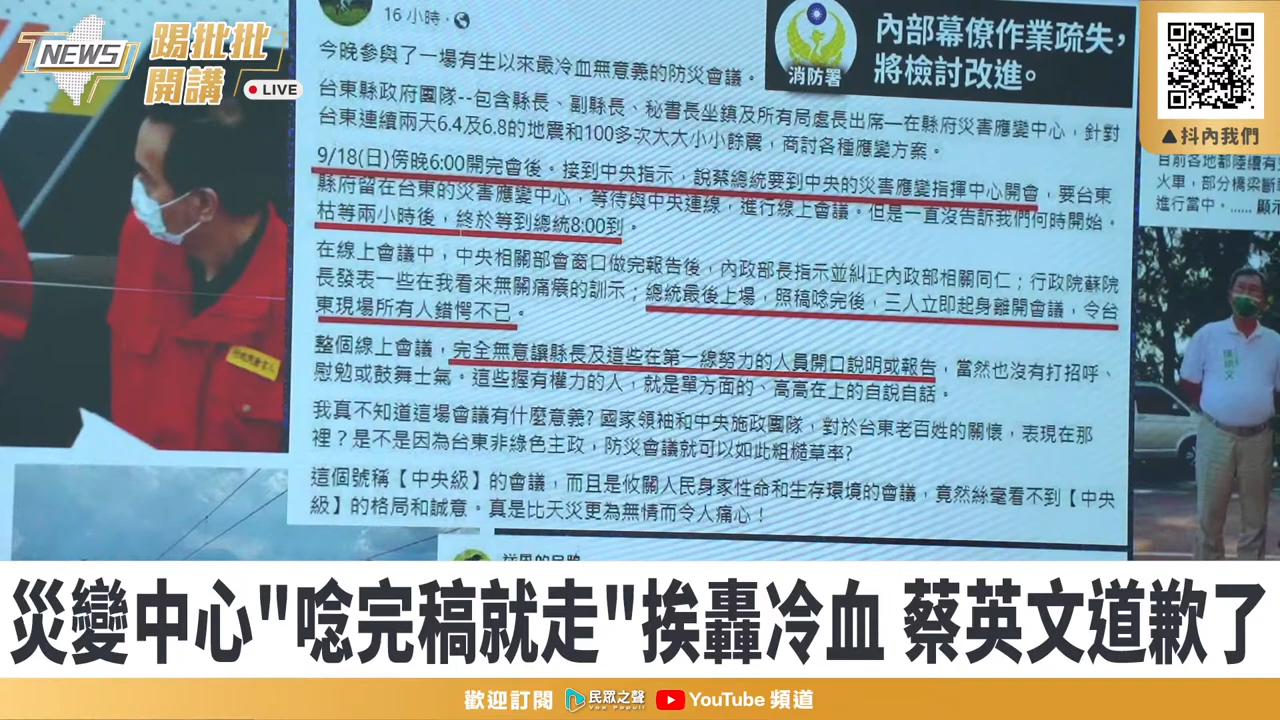 NEWS
踢批批
開講
LIVE
16 小時
今晚參與了一場有生以來最冷血無意義的防災會議。
台東縣政府團隊--包含縣長、副縣長、秘書長坐鎮及所有局處長出席—在縣府災害應變中心，針對
台東連續兩天6.4及6.8的地震和100多次大大小小餘震，商討各種應變方案。
9/18(日)傍晚6:00開完會後。接到中央指示，說蔡總統要到中央的災害應變指揮中心開會，要台東
縣府留在台東的災害應變中心，等待與中央連線，進行線上會議。但是一直沒告訴我們何時開始，
枯等兩小時後，終於等到總統8:00到。
在線上會議中，中央相關部會窗口做完報告後，內政部長指示並糾正內政部相關同仁；行政院蘇院
長發表一些在我看來無關痛癢的訓示；總統最後上場，照稿唸完後，三人立即起身離開會議，令台
東現場所有人錯愕不已。
整個線上會議，完全無意讓縣長及這些在第一線努力的人員開口說明或報告，當然也沒有打招呼、
慰勉或鼓舞士氣。這些握有權力的人，就是單方面的、高高在上的自說自話。
我真不知道這場會議有什麼意義? 國家領袖和中央施政團隊，對於台東老百姓的關懷，表現在那
裡？是不是因為台東非綠色主政，防災會議就可以如此粗糙草率?
這個號稱【中央級】的會議，而且是攸關人民身家性命和生存環境的會議，竟然絲毫看不到【中央
級】的格局和誠意。真是比天災更為無情而令人痛心！
消防署
內部幕僚作業疏失，
將檢討改進。
▲抖內我們
目前各地都陸續有
火車，部分橋梁斷
進行當中。...... 顯示
災變中心"唸完稿就走"挨轟冷血 蔡英文道歉了
歡迎訂閱 民眾之聲 Vox Populi YouTube 頻道